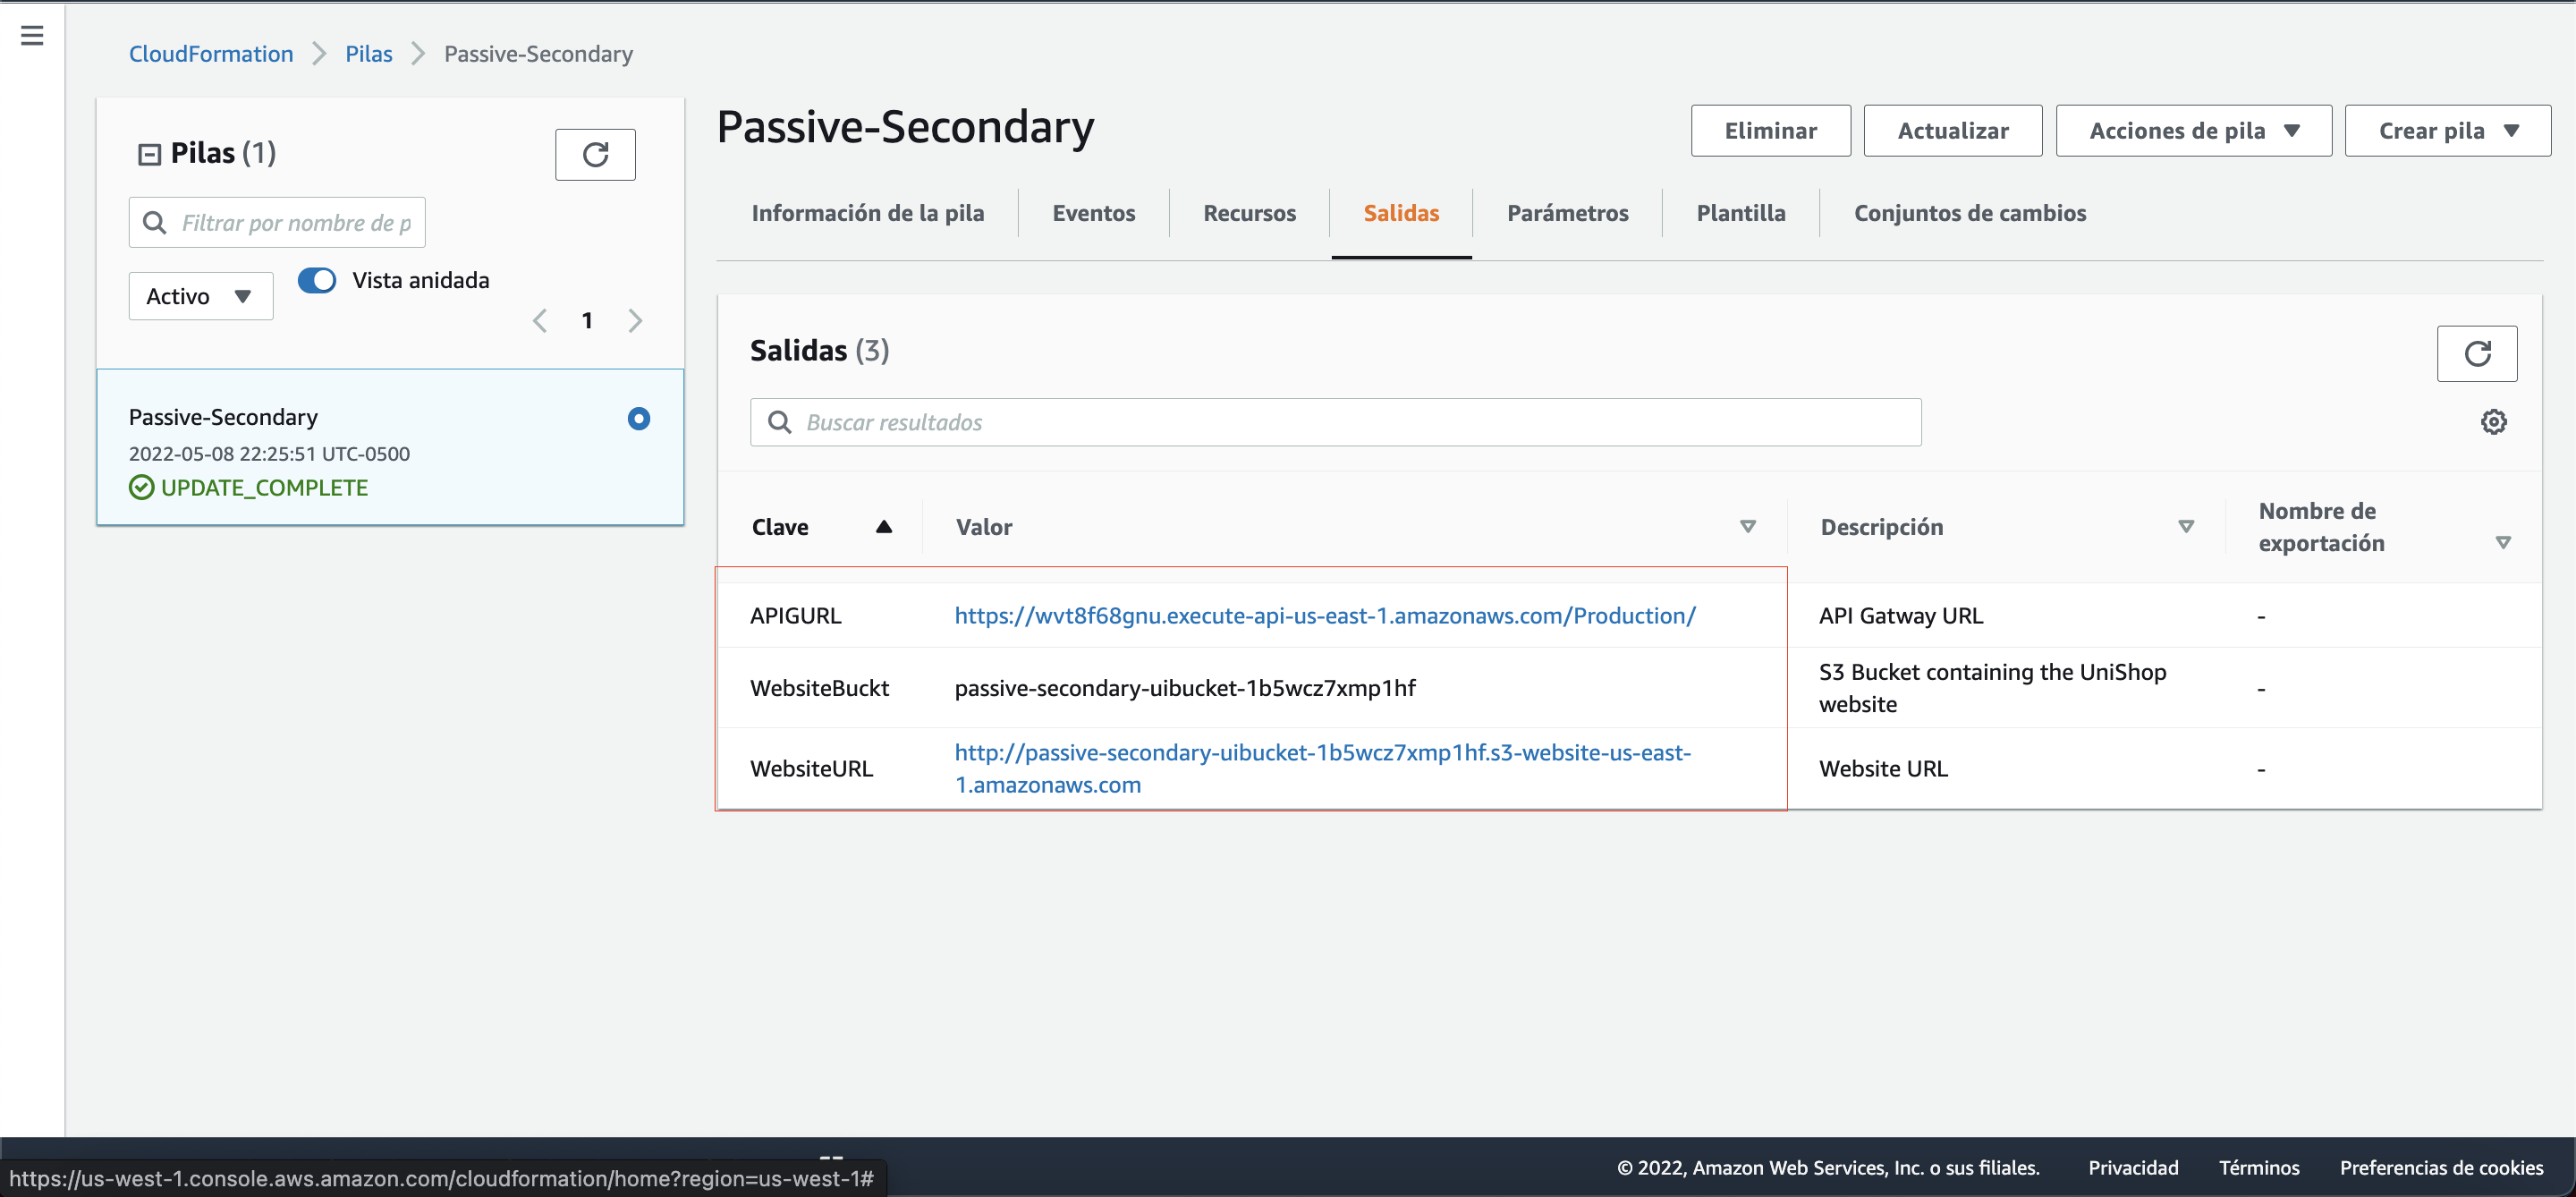 CloudFormation > Pilas > Passive-Secondary
Pilas (1)
Filtrar por nombre de p
Activo
Vista anidada
1
Passive-Secondary
2022-05-08 22:25:51 UTC-0500
UPDATE_COMPLETE
Passive-Secondary
Eliminar
Actualizar
Acciones de pila
Crear pila
Información de la pila
Eventos
Recursos
Salidas
Parámetros
Plantilla
Conjuntos de cambios
Salidas (3)
Buscar resultados
Clave
Valor
Descripción
Nombre de
exportación
APIGURL
https://wvt8f68gnu.execute-api-us-east-1.amazonaws.com/Production/
API Gatway URL
-
WebsiteBuckt
passive-secondary-uibucket-1b5wcz7xmp1hf
S3 Bucket containing the UniShop
website
-
WebsiteURL
http://passive-secondary-uibucket-1b5wcz7xmp1hf.s3-website-us-east-
1.amazonaws.com
Website URL
-
https://us-west-1.console.aws.amazon.com/cloudformation/home?region=us-west-1#
© 2022, Amazon Web Services, Inc. o sus filiales.
Privacidad
Términos
Preferencias de cookies